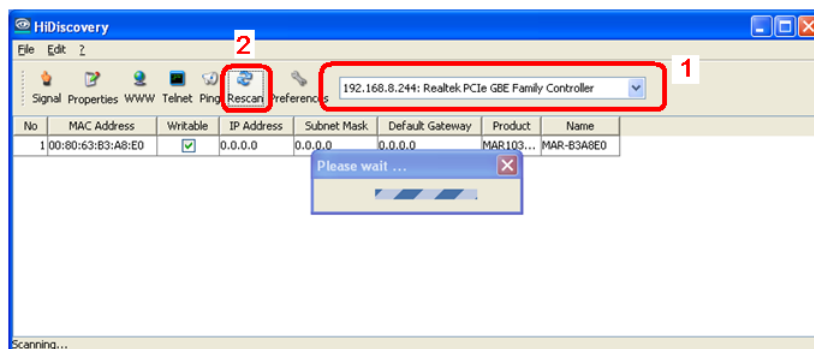 HiDiscovery
File Edit ?
2
1
Signal Properties WWW Telnet Ping Rescan Preferences 192.168.8.244: Realtek PCIe GBE Family Controller
No MAC Address Writable IP Address Subnet Mask Default Gateway Product Name
1 00:80:63:B3:A8:E0 0.0.0.0 0.0.0.0 0.0.0.0 MAR103... MAR-B3A8E0
Please wait ...
Scanning...